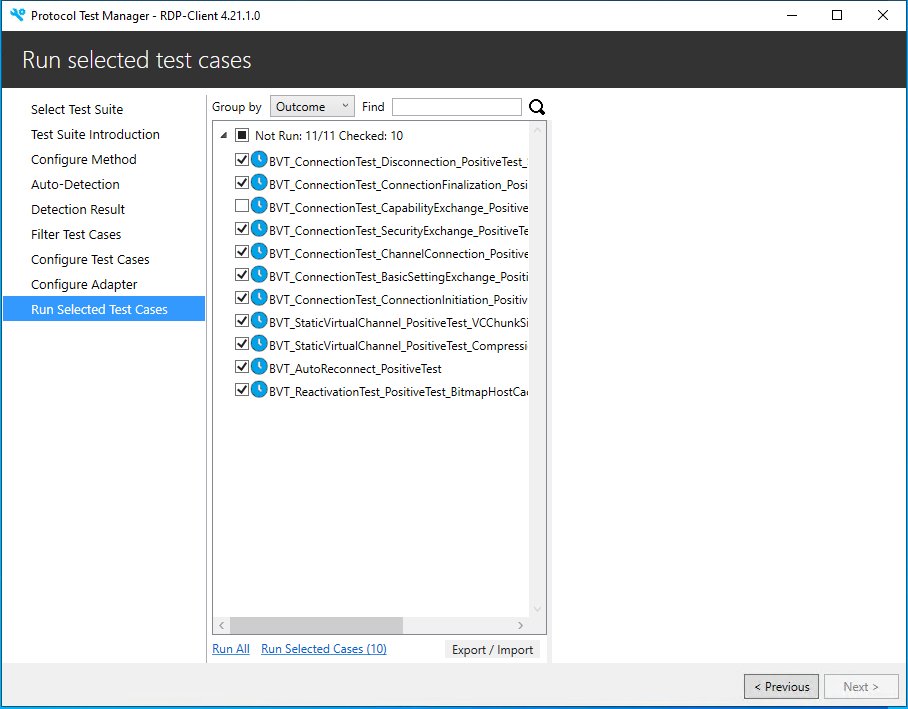 Protocol Test Manager - RDP-Client 4.21.1.0
Run selected test cases
Select Test Suite
Test Suite Introduction
Configure Method
Auto-Detection
Detection Result
Filter Test Cases
Configure Test Cases
Configure Adapter
Run Selected Test Cases
Group by Outcome Find
Not Run: 11/11 Checked: 10
BVT_ConnectionTest_Disconnection_PositiveTest_
BVT_ConnectionTest_ConnectionFinalization_Posi
BVT_ConnectionTest_CapabilityExchange_Positive
BVT_ConnectionTest_SecurityExchange_PositiveTe
BVT_ConnectionTest_ChannelConnection_Positive
BVT_ConnectionTest_BasicSettingExchange_Positi
BVT_ConnectionTest_ConnectionInitiation_Positiv
BVT_StaticVirtualChannel_PositiveTest_VCChunkSi
BVT_StaticVirtualChannel_PositiveTest_Compressi
BVT_AutoReconnect_PositiveTest
BVT_ReactivationTest_PositiveTest_BitmapHostCa
Run All Run Selected Cases (10) Export / Import
< Previous Next >